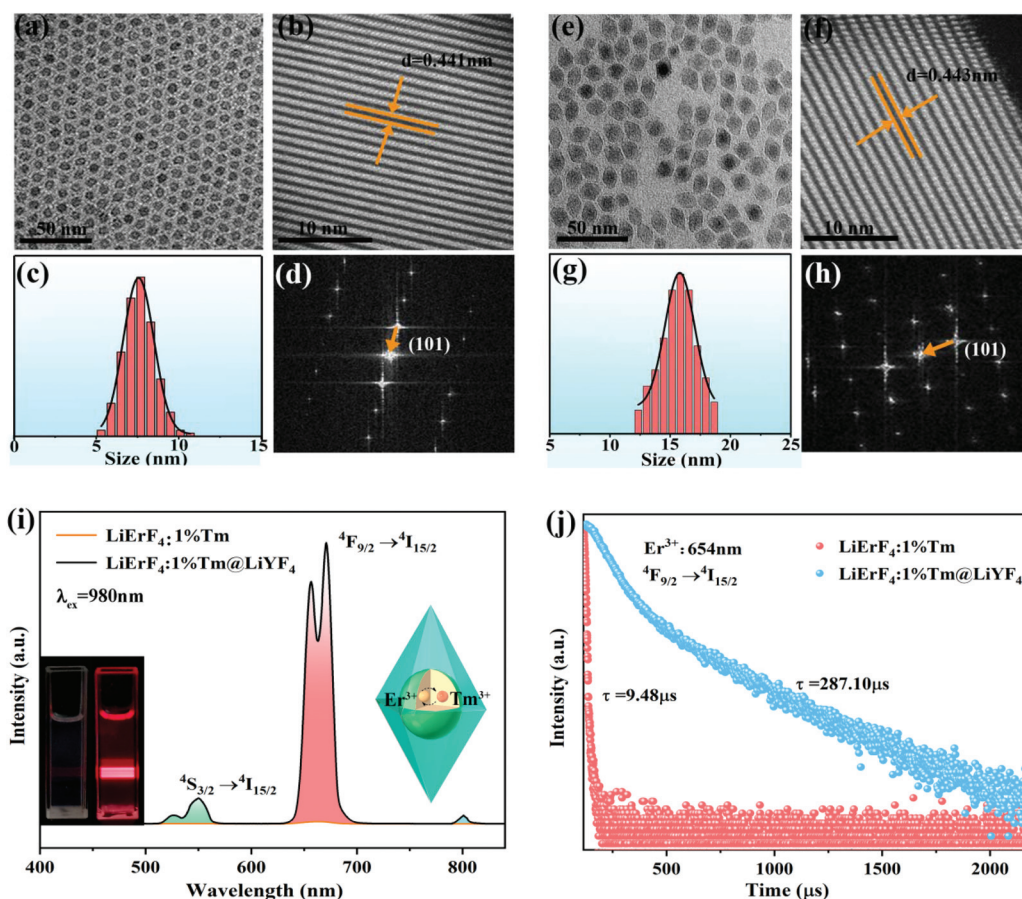 (a)
50 nm
(b)
d=0.441nm
10 nm
(c)
0 5 10 15
Size (nm)
(d)
(101)
(e)
50 nm
(f)
d=0.443nm
10 nm
(g)
5 10 15 20 25
Size (nm)
(h)
(101)
(i)
LiErF₄:1%Tm
LiErF₄:1%Tm@LiYF₄
λₑₓ=980nm
⁴F₉/₂→⁴I₁₅/₂
Er³⁺ Tm³⁺
⁴S₃/₂→⁴I₁₅/₂
Intensity (a.u.)
400 500 600 700 800
Wavelength (nm)
(j)
Er³⁺: 654nm
⁴F₉/₂→⁴I₁₅/₂
LiErF₄:1%Tm
LiErF₄:1%Tm@LiYF₄
τ =9.48μs
τ =287.10μs
Intensity (a.u.)
500 1000 1500 2000
Time (μs)